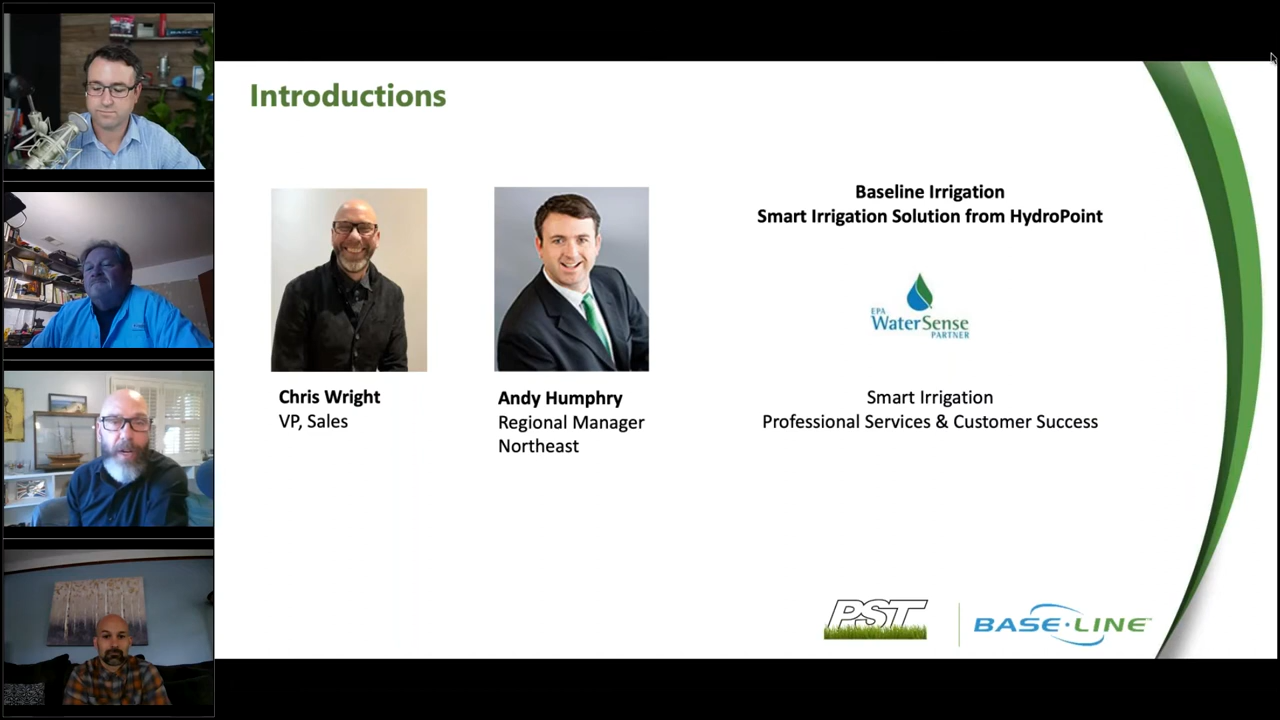 Introductions
Chris Wright
VP, Sales
Andy Humphry
Regional Manager
Northeast
Baseline Irrigation
Smart Irrigation Solution from HydroPoint
EPA
WaterSense
PARTNER
Smart Irrigation
Professional Services & Customer Success
PST
BASE·LINE